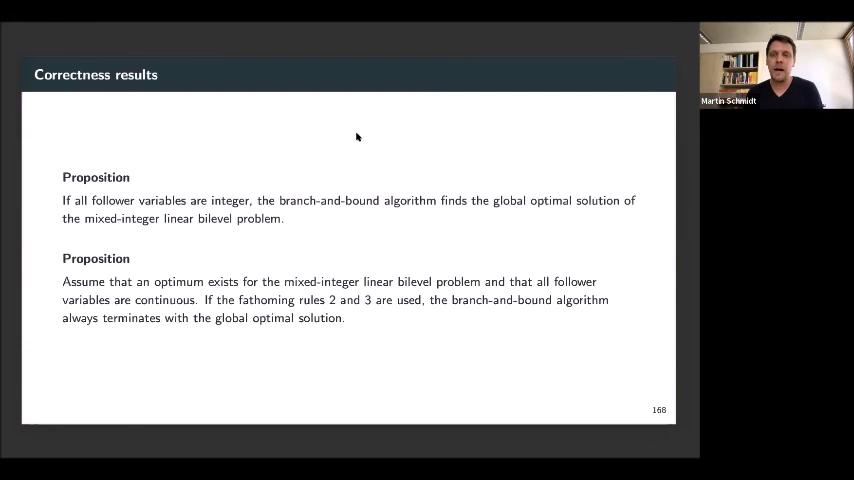 Correctness results
Martin Schmidt
Proposition
If all follower variables are integer, the branch-and-bound algorithm finds the global optimal solution of
the mixed-integer linear bilevel problem.
Proposition
Assume that an optimum exists for the mixed-integer linear bilevel problem and that all follower
variables are continuous. If the fathoming rules 2 and 3 are used, the branch-and-bound algorithm
always terminates with the global optimal solution.
168